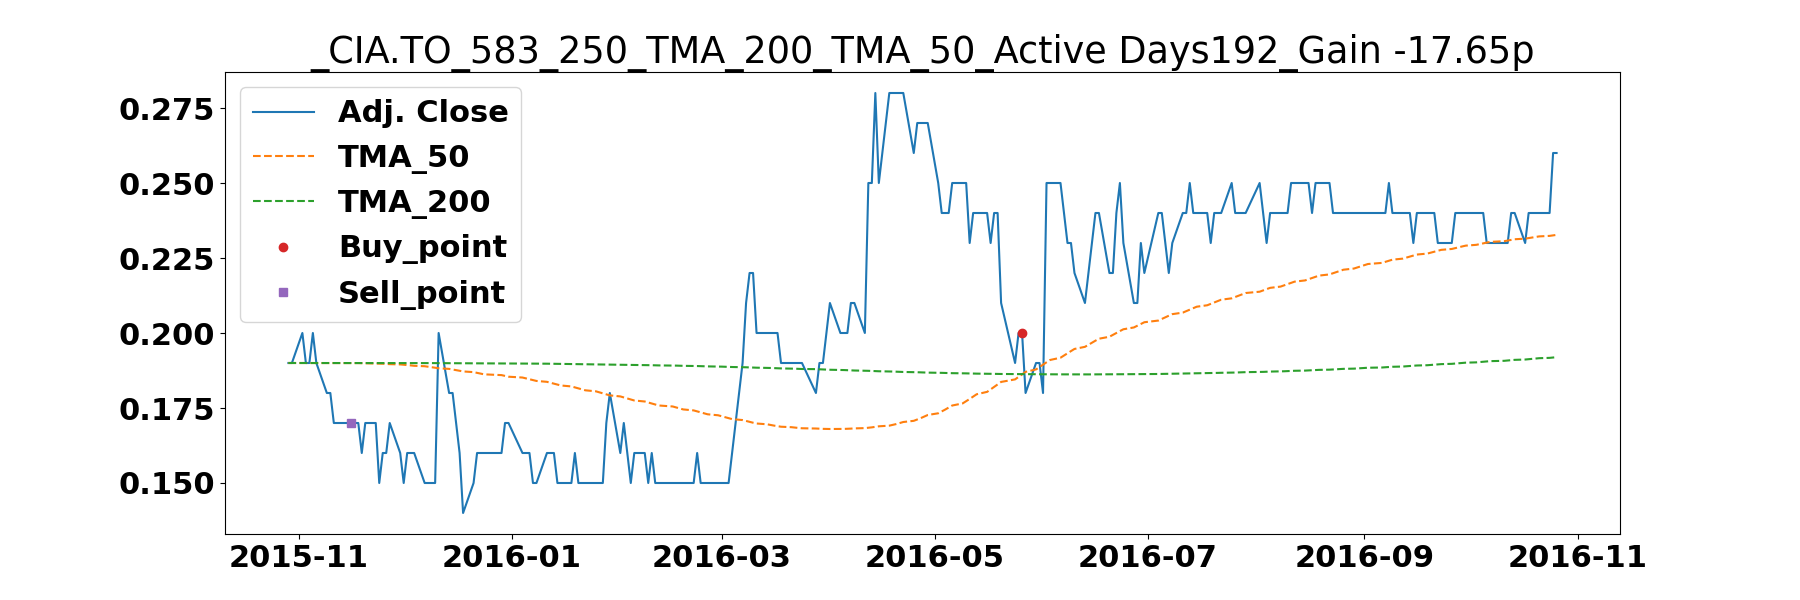 _CIA.TO_583_250_TMA_200_TMA_50_Active Days192_Gain -17.65p
Adj. Close
TMA_50
TMA_200
Buy_point
Sell_point
0.275
0.250
0.225
0.200
0.175
0.150
2015-11 2016-01 2016-03 2016-05 2016-07 2016-09 2016-11